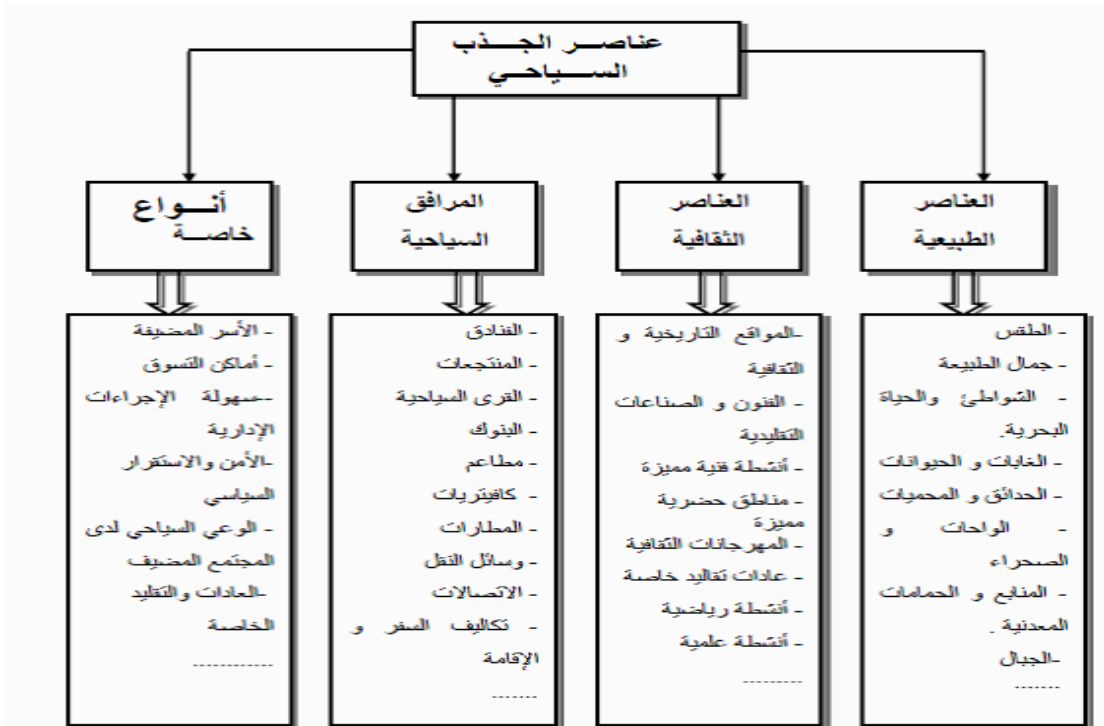 عناصر الجذب
السياحي
العناصر
الطبيعية
العناصر
الثقافية
المرافق
السياحية
أنواع
خاصة
- الطقس
- جمال الطبيعة
- الشواطئ والحياة
البحرية.
- الغابات و الحيوانات
- الحدائق و المحميات
- الواحات و
الصحراء
- المنابع و الحمامات
المعدنية .
-الجبال
-------
-المواقع التاريخية و
الثقافية
- الفنون و الصناعات
التقليدية
- أنشطة فنية مميزة
- مناطق حضرية
مميزة
- المهرجانات الثقافية
- عادات تقاليد خاصة
- أنشطة رياضية
- أنشطة علمية
---------
- الفنادق
- المنتجعات
- القرى السياحية
- البنوك
- مطاعم
- كافيتريات
- المطارات
- وسائل النقل
- الاتصالات
- تكاليف السفر و
الإقامة
-------
- الأسر المضيفة
- أماكن التسوق
-سهولة الإجراءات
الإدارية
-الأمن والاستقرار
السياسي
- الوعي السياحي لدى
المجتمع المضيف
-العادات والتقليد
الخاصة
------------